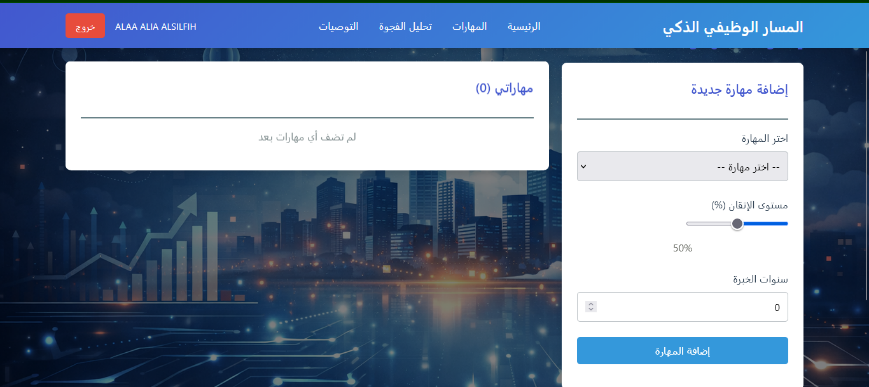 المسار الوظيفي الذكي
الرئيسية
المهارات
تحليل الفجوة
التوصيات
ALAA ALIA ALSILFIH
خروج
إضافة مهارة جديدة
اختر المهارة
-- اختر مهارة --
مستوى الإتقان (%)
50%
سنوات الخبرة
0
إضافة المهارة
مهاراتي (0)
لم تضف أي مهارات بعد